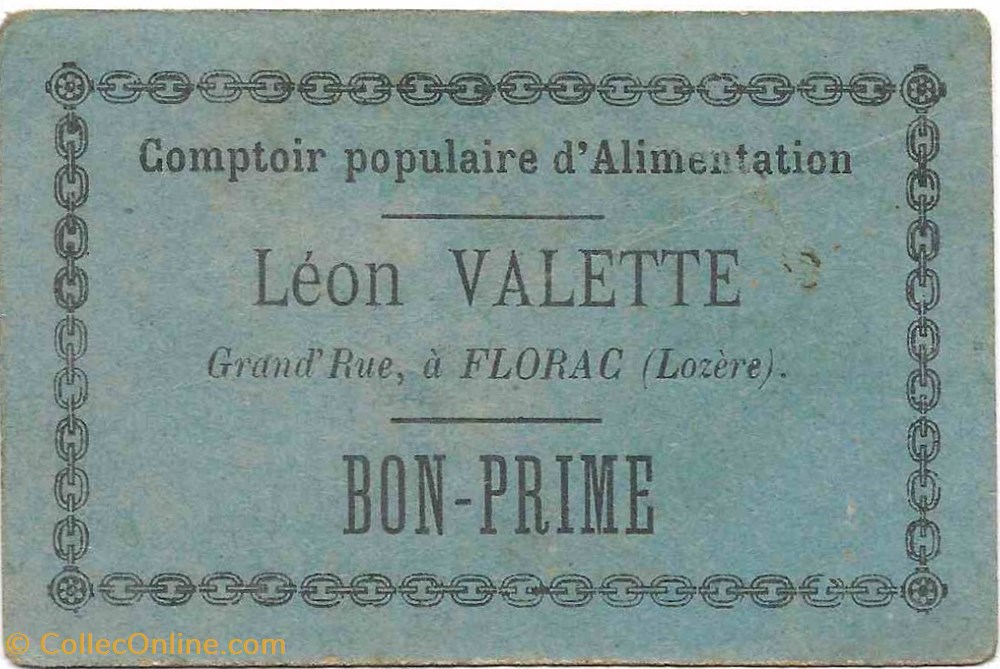 Comptoir populaire d'Alimentation
Léon VALETTE
Grand'Rue, à FLORAC (Lozère).
BON-PRIME
© CollecOnline.com